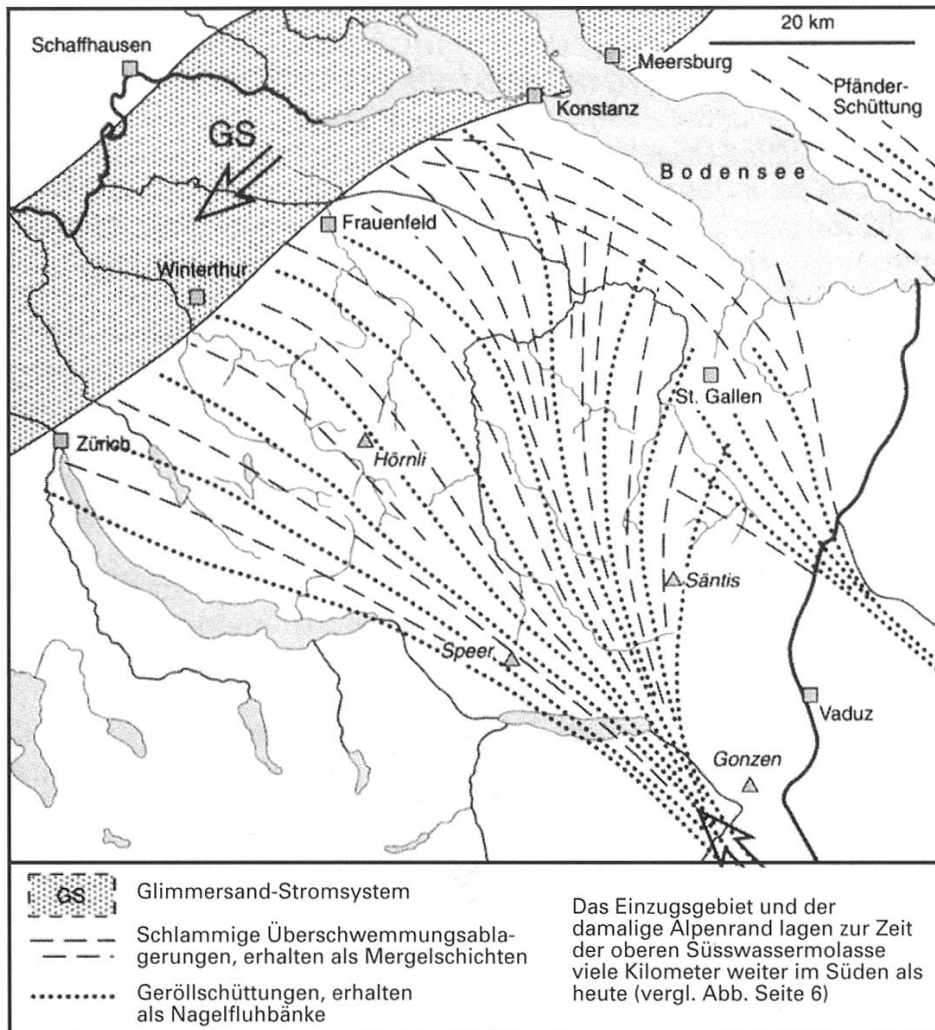 20 km
Schaffhausen
Meersburg
Pfänder-
Schüttung
Konstanz
GS
Bodensee
Frauenfeld
Winterthur
St. Gallen
Zürich
Hörnli
Säntis
Speer
Vaduz
Gonzen
GS Glimmersand-Stromsystem
Schlammige Überschwemmungsabla-
gerungen, erhalten als Mergelschichten
Geröllschüttungen, erhalten
als Nagelfluhbänke
Das Einzugsgebiet und der
damalige Alpenrand lagen zur Zeit
der oberen Süsswassermolasse
viele Kilometer weiter im Süden als
heute (vergl. Abb. Seite 6)